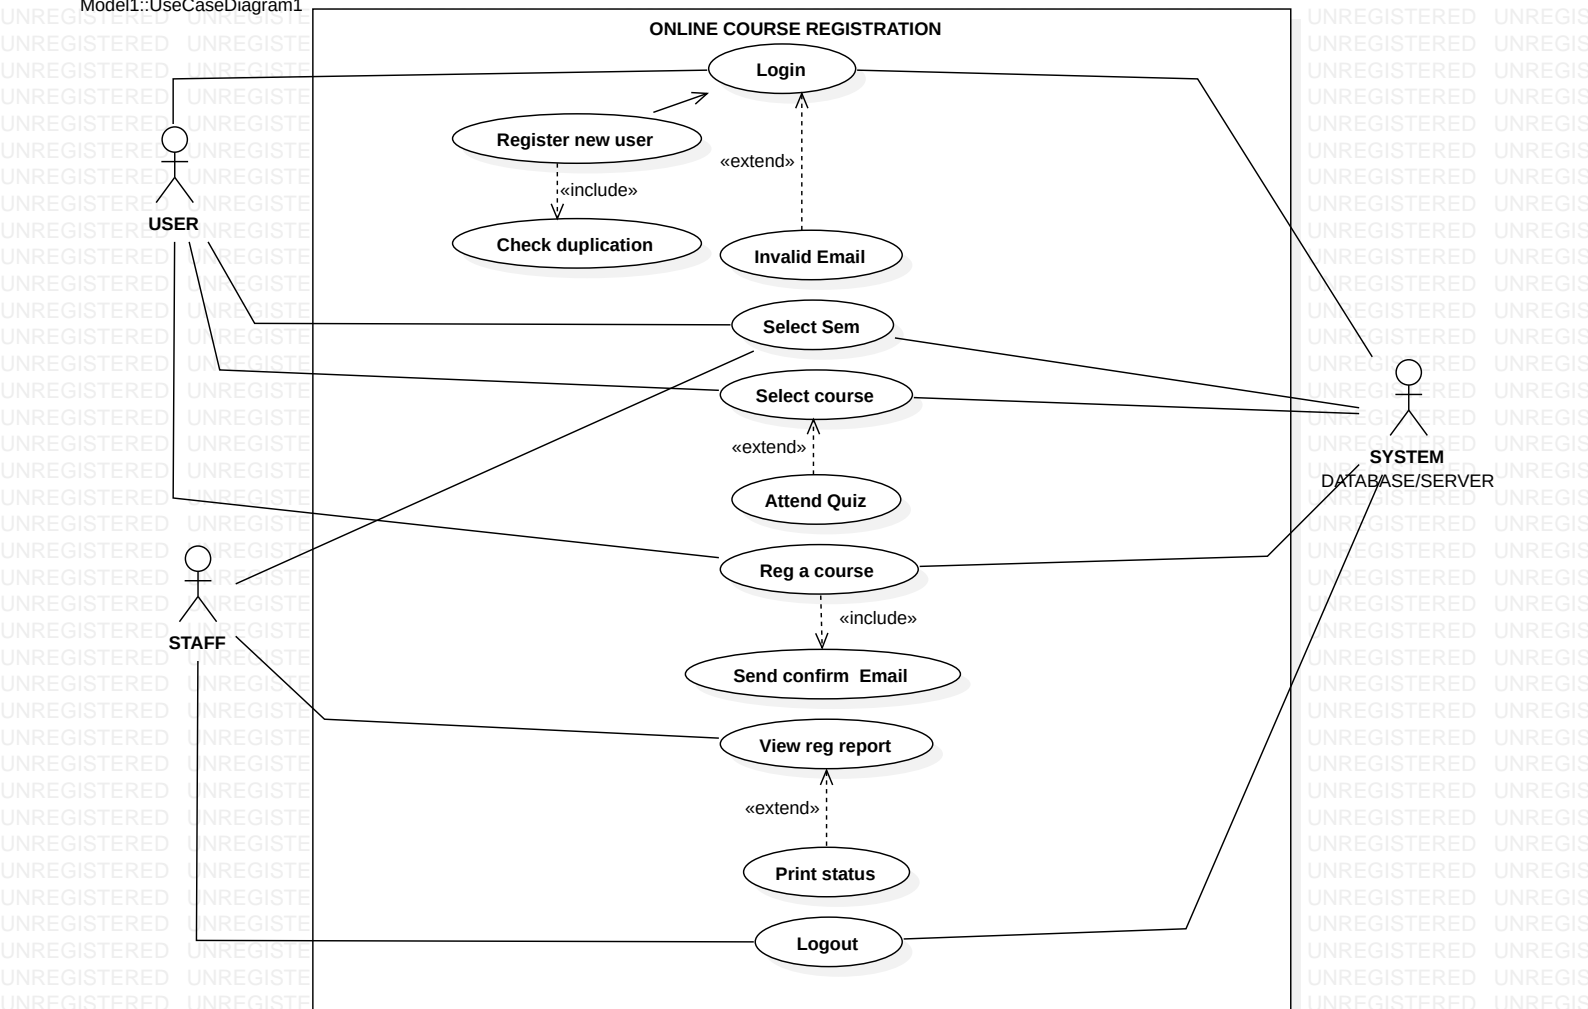 Model1::UseCaseDiagram1
ONLINE COURSE REGISTRATION
Login
Register new user
«extend»
«include»
USER
Check duplication
Invalid Email
Select Sem
Select course
«extend»
SYSTEM
DATABASE/SERVER
Attend Quiz
Reg a course
«include»
STAFF
Send confirm Email
View reg report
«extend»
Print status
Logout
UNREGISTERED